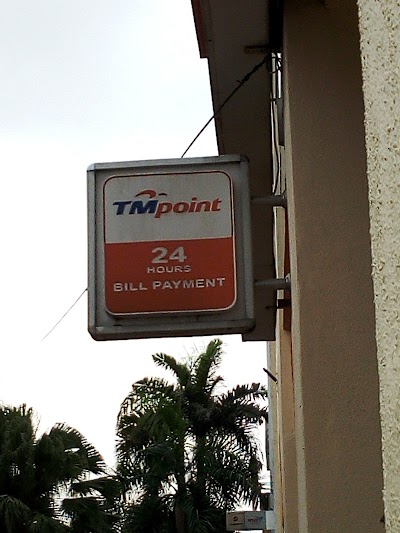 TMpoint
24
HOURS
BILL PAYMENT